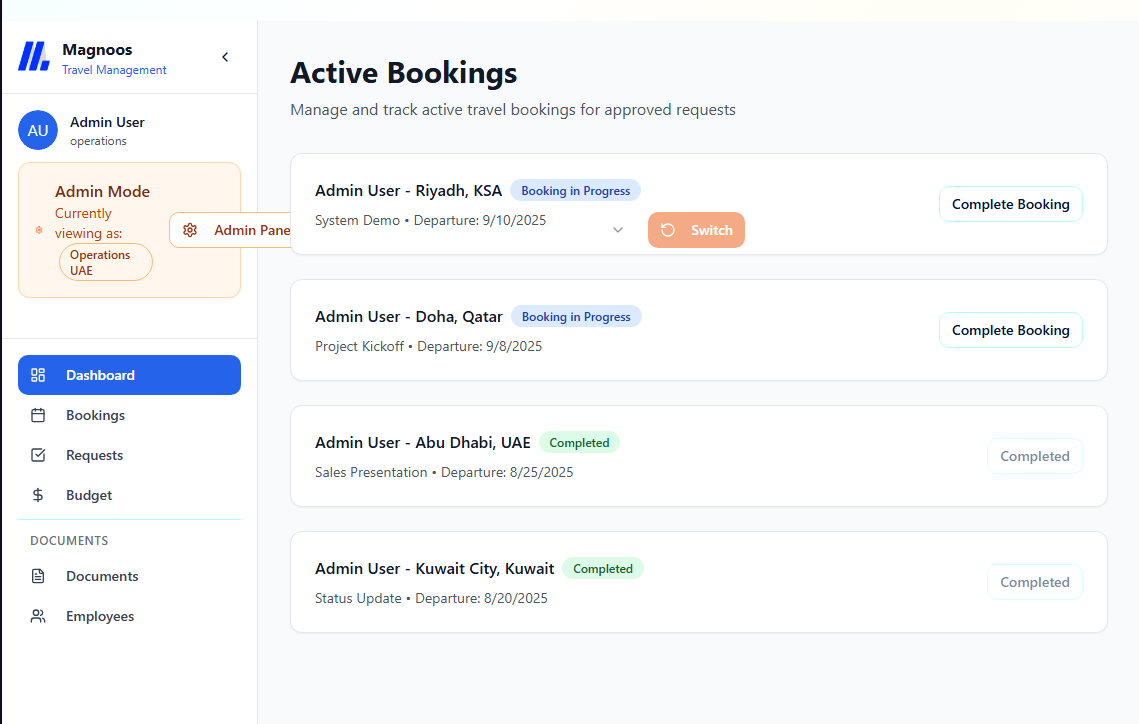 Magnoos
Travel Management
AU
Admin User
operations
Admin Mode
Currently
viewing as:
Operations
UAE
Admin Pane
Switch
Dashboard
Bookings
Requests
Budget
DOCUMENTS
Documents
Employees
Active Bookings
Manage and track active travel bookings for approved requests
Admin User - Riyadh, KSA Booking in Progress
System Demo • Departure: 9/10/2025
Complete Booking
Admin User - Doha, Qatar Booking in Progress
Project Kickoff • Departure: 9/8/2025
Complete Booking
Admin User - Abu Dhabi, UAE Completed
Sales Presentation • Departure: 8/25/2025
Completed
Admin User - Kuwait City, Kuwait Completed
Status Update • Departure: 8/20/2025
Completed